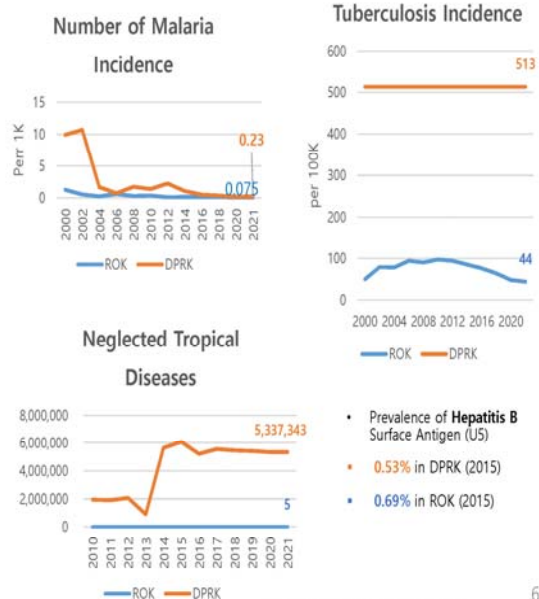 Number of Malaria
Incidence
Perr 1K
15
10
5
0
0.23
0.075
2000
2002
2004
2006
2008
2010
2012
2014
2016
2018
2020
2021
ROK
DPRK
Tuberculosis Incidence
per 100K
600
500
400
300
200
100
0
513
44
2000 2004 2008 2012 2016 2020
ROK
DPRK
Neglected Tropical
Diseases
8,000,000
6,000,000
4,000,000
2,000,000
0
5,337,343
5
2010
2011
2012
2013
2014
2015
2016
2017
2018
2019
2020
2021
ROK
DPRK
• Prevalence of Hepatitis B
Surface Antigen (U5)
• 0.53% in DPRK (2015)
• 0.69% in ROK (2015)
6